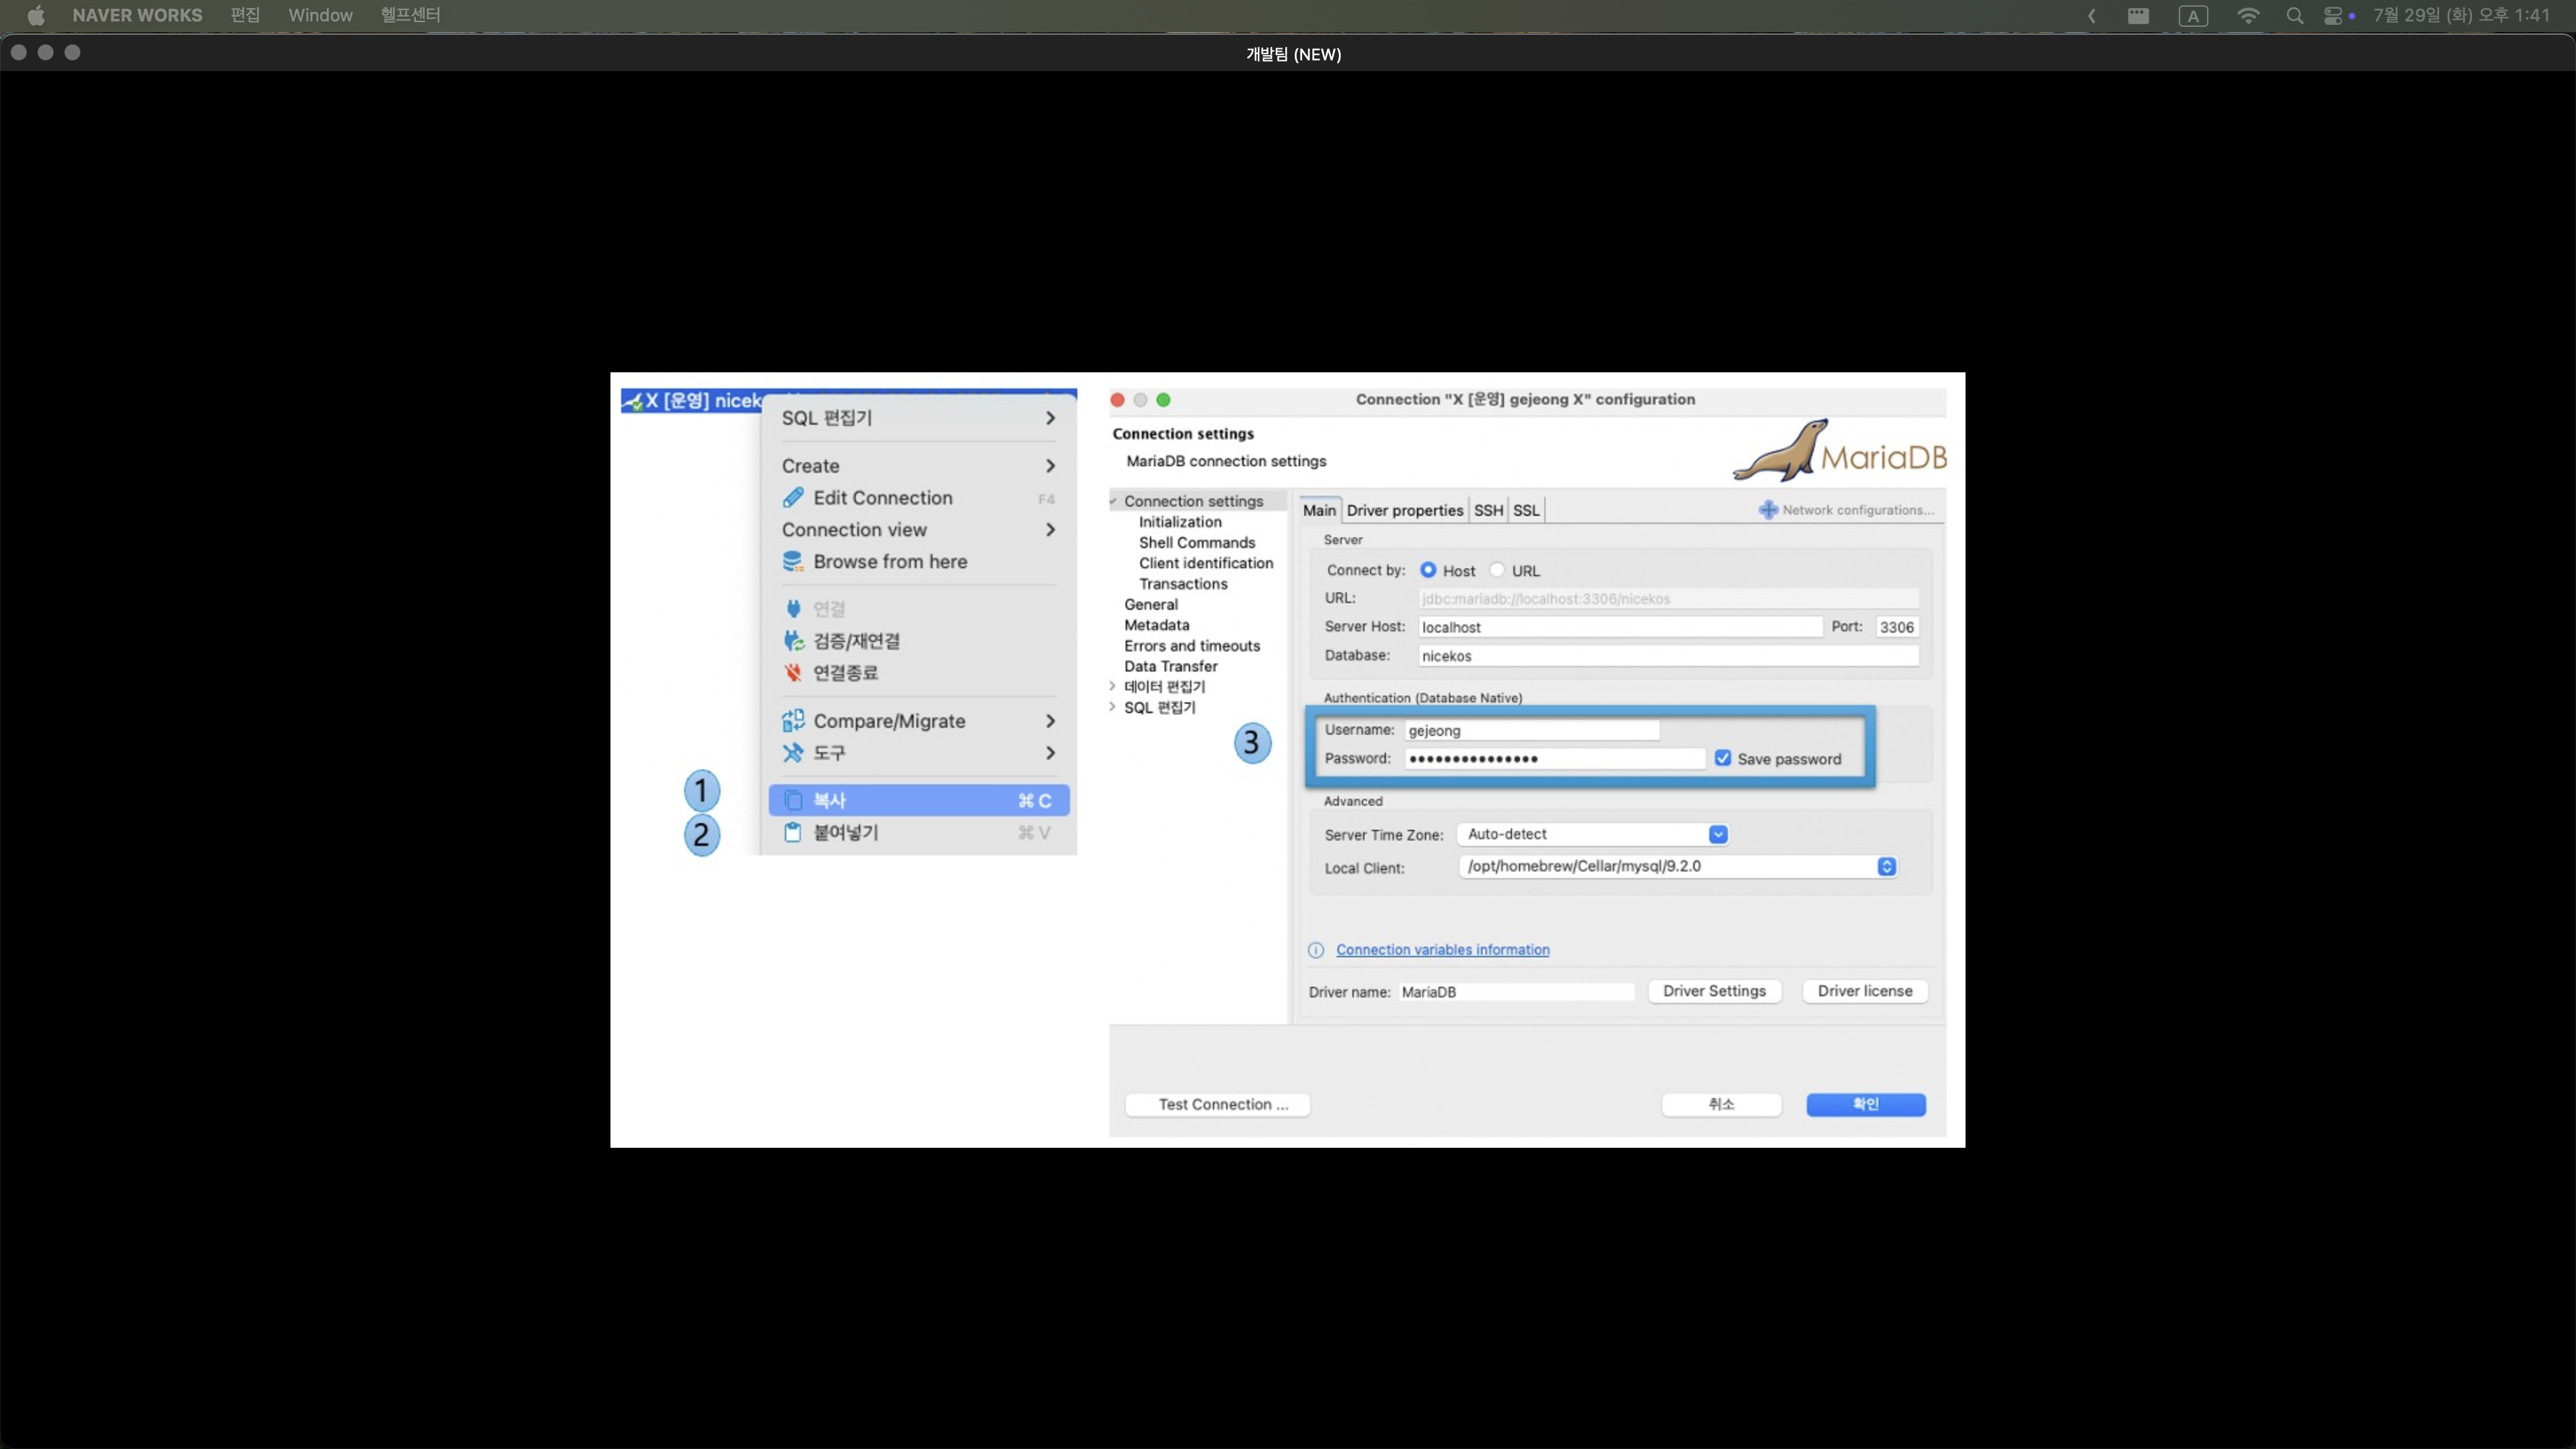 NAVER WORKS 편집 Window 헬프센터
A 7월 29일 (화) 오후 1:41
개발팀 (NEW)
X [운영] nicek
SQL 편집기
Create
Edit Connection F4
Connection view
Browse from here
연결
검증/재연결
연결종료
Compare/Migrate
도구
1 복사 ⌘ C
2 붙여넣기 ⌘ V
Connection "X [운영] gejeong X" configuration
Connection settings
MariaDB connection settings
MariaDB
Connection settings
Initialization
Shell Commands
Client identification
Transactions
General
Metadata
Errors and timeouts
Data Transfer
데이터 편집기
SQL 편집기
3
Main Driver properties SSH SSL Network configurations...
Server
Connect by: Host URL
URL: jdbc:mariadb://localhost:3306/nicekos
Server Host: localhost Port: 3306
Database: nicekos
Authentication (Database Native)
Username: gejeong
Password: ••••••••••••••• Save password
Advanced
Server Time Zone: Auto-detect
Local Client: /opt/homebrew/Cellar/mysql/9.2.0
Connection variables information
Driver name: MariaDB Driver Settings Driver license
Test Connection ... 취소 확인